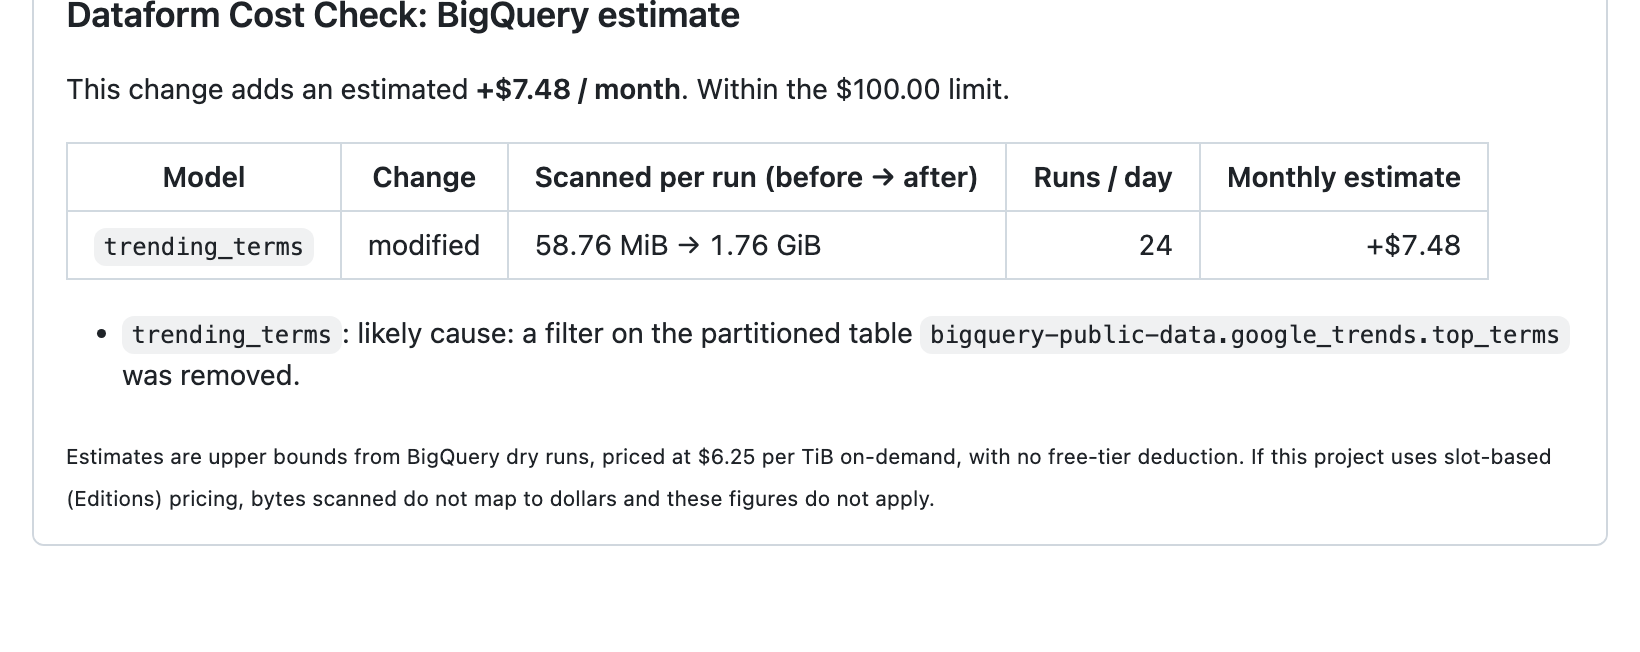 Dataform Cost Check: BigQuery estimate
This change adds an estimated +$7.48 / month. Within the $100.00 limit.
Model Change Scanned per run (before → after) Runs / day Monthly estimate
trending_terms modified 58.76 MiB → 1.76 GiB 24 +$7.48
• trending_terms: likely cause: a filter on the partitioned table bigquery-public-data.google_trends.top_terms
was removed.
Estimates are upper bounds from BigQuery dry runs, priced at $6.25 per TiB on-demand, with no free-tier deduction. If this project uses slot-based
(Editions) pricing, bytes scanned do not map to dollars and these figures do not apply.